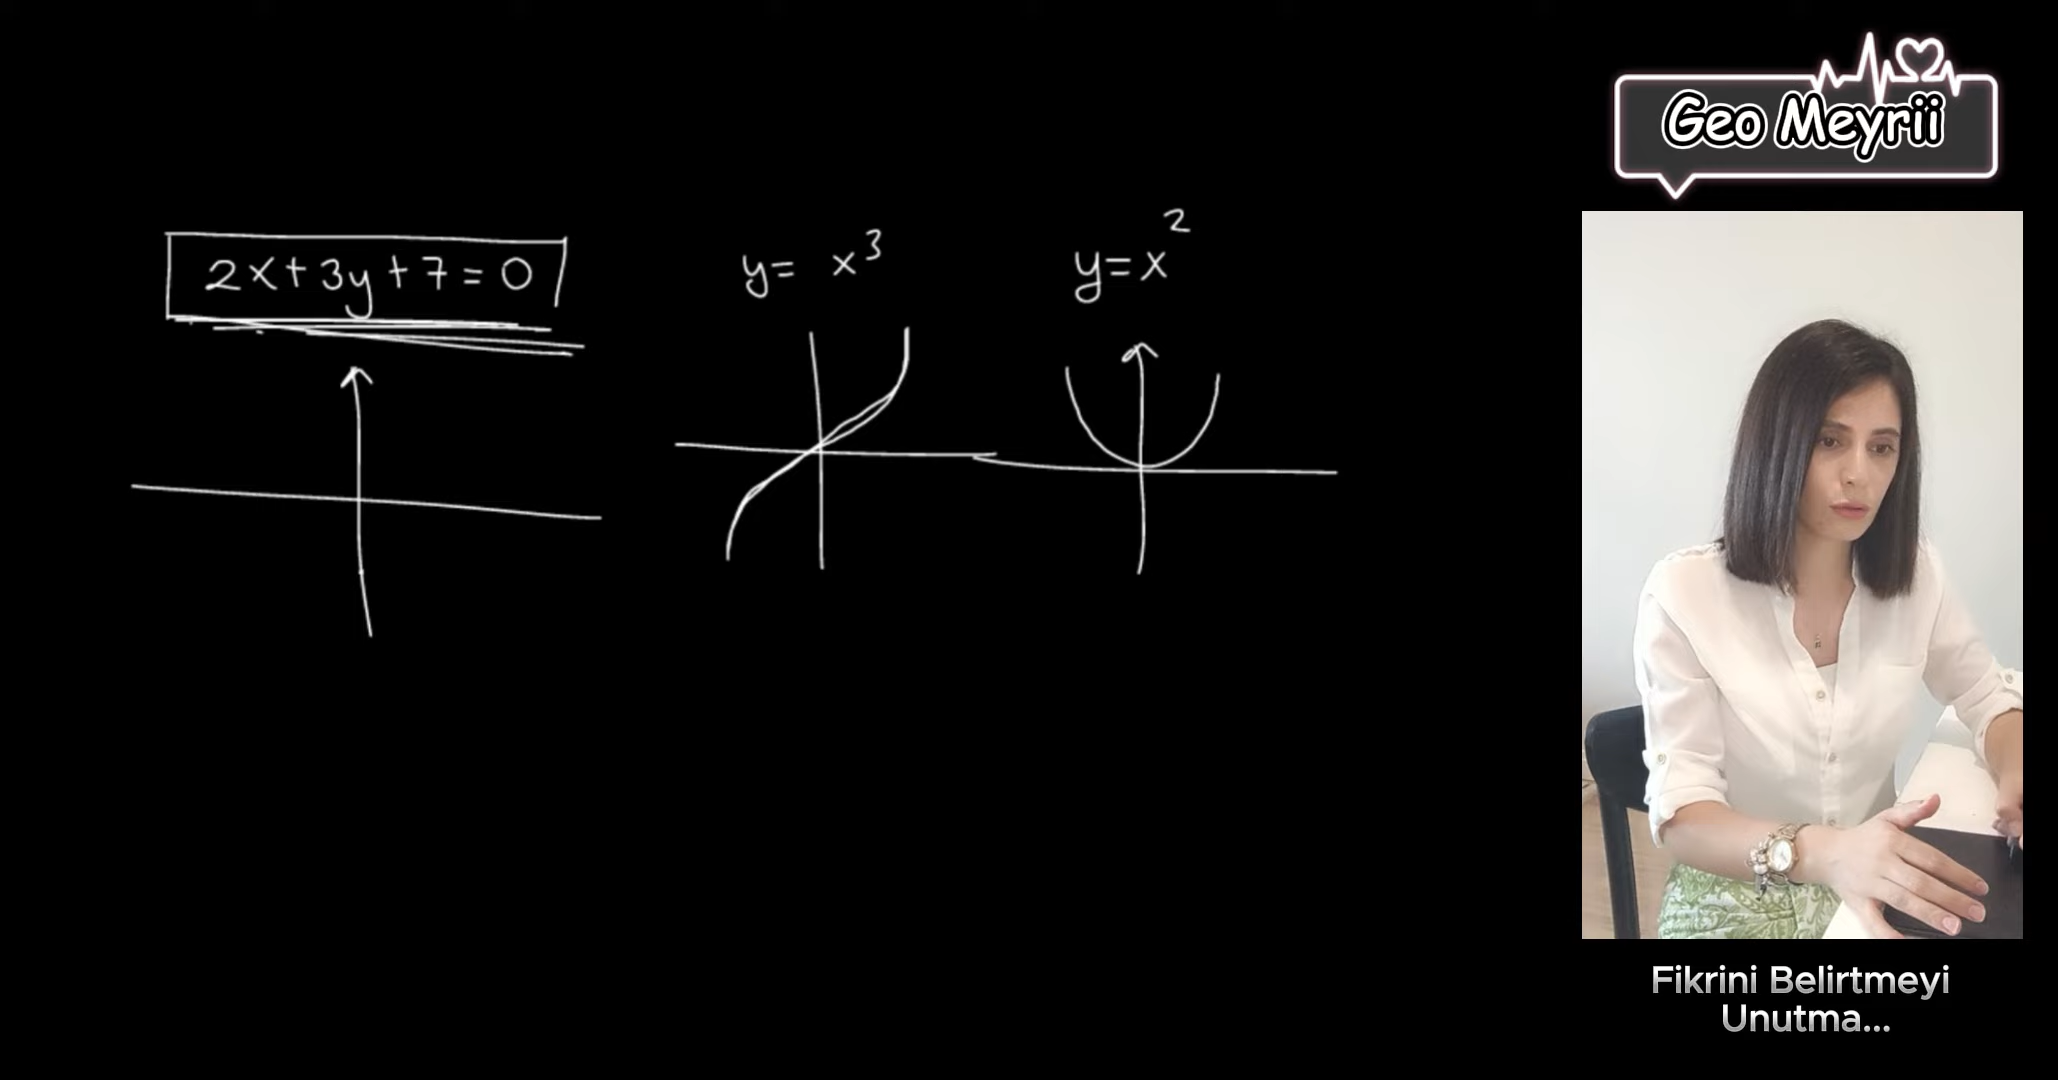 Geo Meyrii
2x+3y+7=0
y= x³
y=x²
Fikrini Belirtmeyi
Unutma...